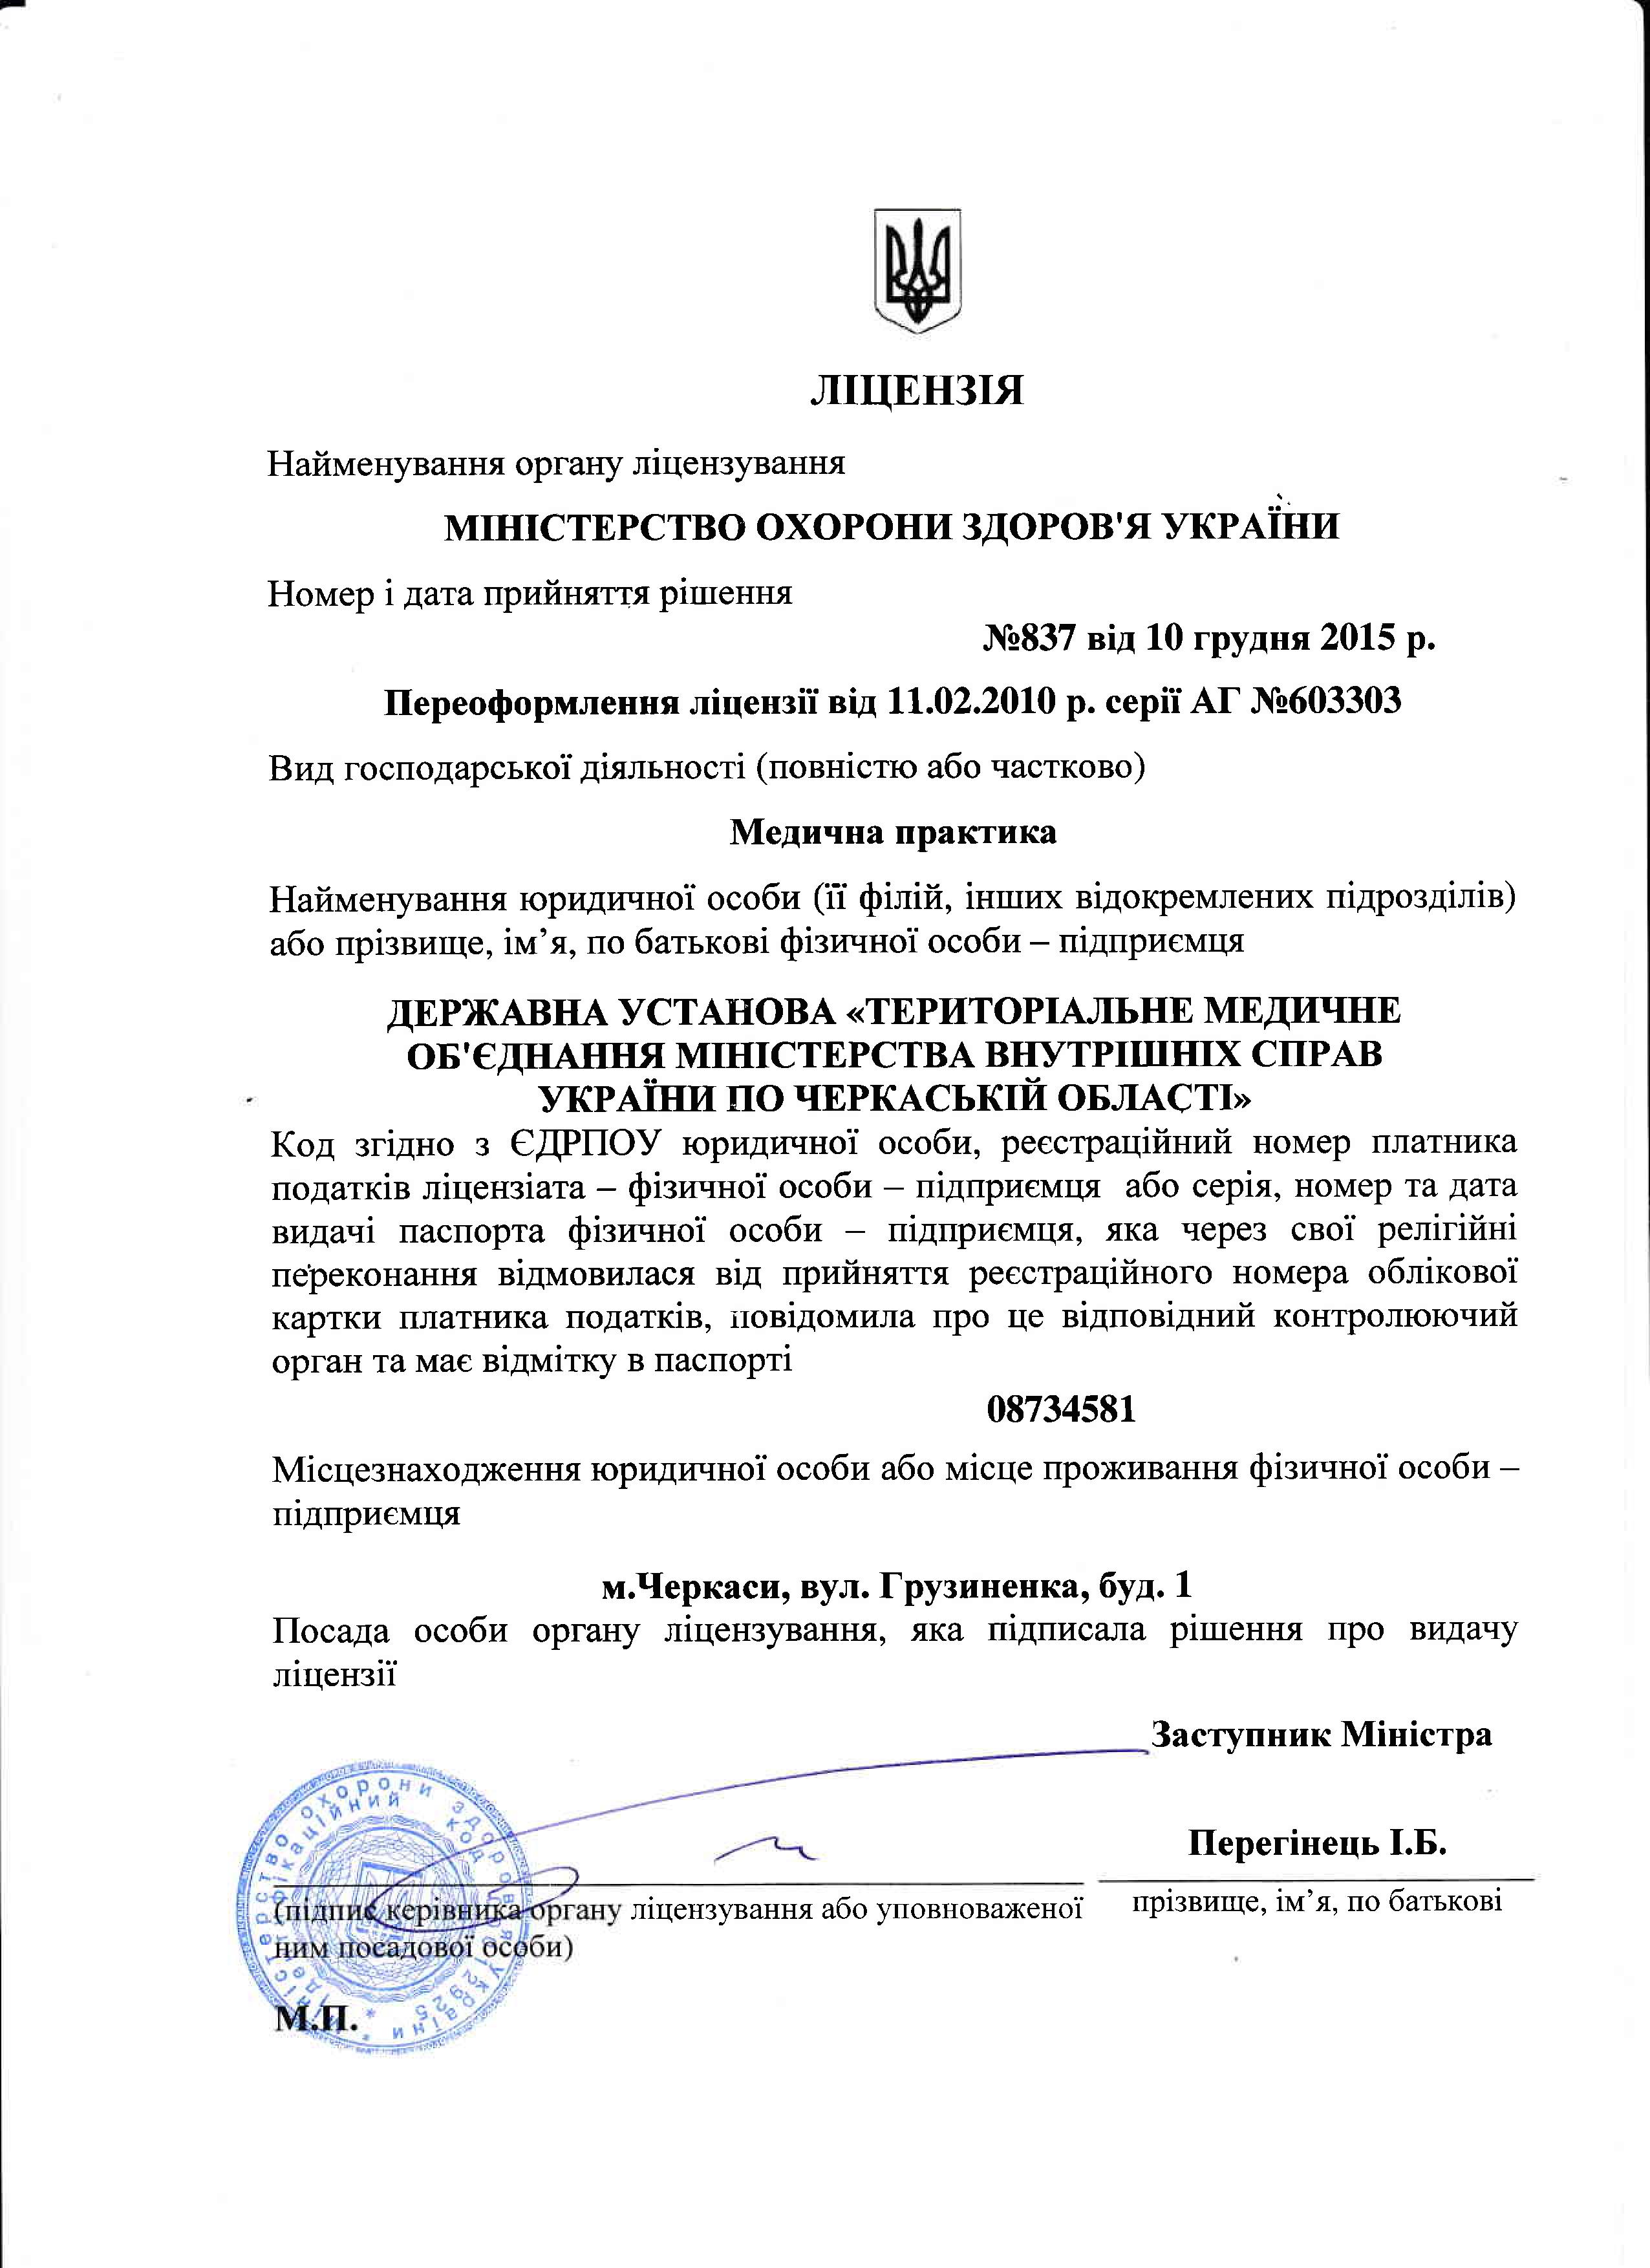 ЛІЦЕНЗІЯ
Найменування органу ліцензування
МІНІСТЕРСТВО ОХОРОНИ ЗДОРОВ'Я УКРАЇНИ
Номер і дата прийняття рішення
№837 від 10 грудня 2015 р.
Переоформлення ліцензії від 11.02.2010 р. серії АГ №603303
Вид господарської діяльності (повністю або частково)
Медична практика
Найменування юридичної особи (її філій, інших відокремлених підрозділів)
або прізвище, ім’я, по батькові фізичної особи – підприємця
ДЕРЖАВНА УСТАНОВА «ТЕРИТОРІАЛЬНЕ МЕДИЧНЕ
ОБ'ЄДНАННЯ МІНІСТЕРСТВА ВНУТРІШНІХ СПРАВ
УКРАЇНИ ПО ЧЕРКАСЬКІЙ ОБЛАСТІ»
Код згідно з ЄДРПОУ юридичної особи, реєстраційний номер платника
податків ліцензіата – фізичної особи – підприємця або серія, номер та дата
видачі паспорта фізичної особи – підприємця, яка через свої релігійні
переконання відмовилася від прийняття реєстраційного номера облікової
картки платника податків, повідомила про це відповідний контролюючий
орган та має відмітку в паспорті
08734581
Місцезнаходження юридичної особи або місце проживання фізичної особи –
підприємця
м.Черкаси, вул. Грузиненка, буд. 1
Посада особи органу ліцензування, яка підписала рішення про видачу
ліцензії
Заступник Міністра
Перегінець І.Б.
(підпис керівника органу ліцензування або уповноваженої
ним посадової особи)
прізвище, ім’я, по батькові
М.П.
Міністерство охорони здоров'я України *
Ідентифікаційний код